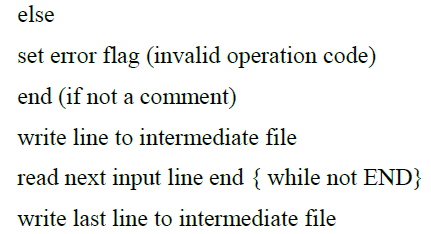 else
set error flag (invalid operation code)
end (if not a comment)
write line to intermediate file
read next input line end { while not END}
write last line to intermediate file